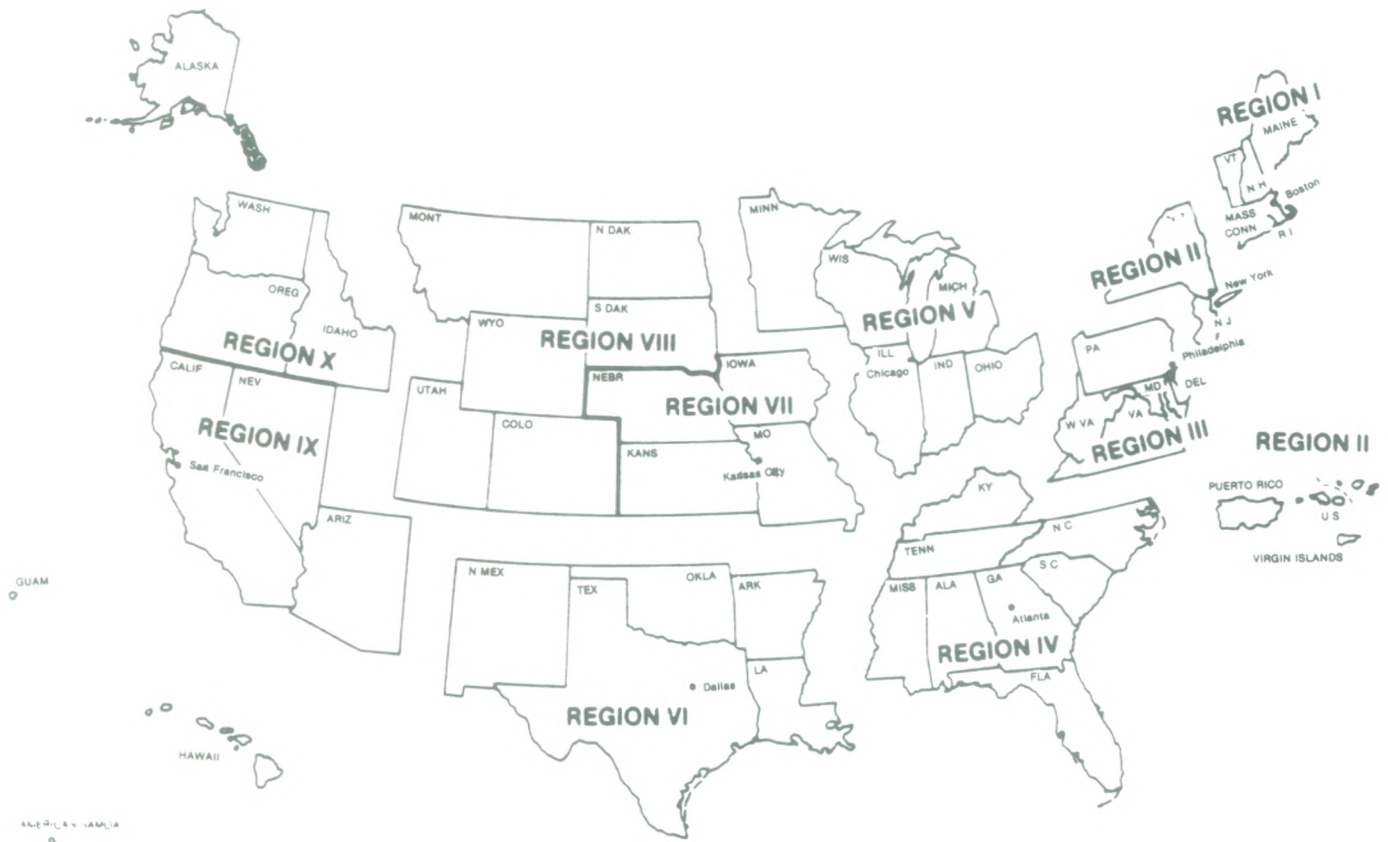 ALASKA
REGION I
MAINE
VT
N H
Boston
MASS
CONN
R I
WASH
MONT
N DAK
MINN
WIS
MICH
REGION II
New York
N J
OREG
IDAHO
REGION X
WYO
S DAK
REGION VIII
REGION V
PA
Philadelphia
CALIF
NEV
UTAH
NEBR
IOWA
ILL
Chicago
IND
OHIO
MD
DEL
REGION IX
COLO
REGION VII
W VA
VA
REGION III
REGION II
San Francisco
KANS
MO
Kansas City
KY
PUERTO RICO
U S
VIRGIN ISLANDS
ARIZ
TENN
N C
S C
GUAM
N MEX
TEX
OKLA
ARK
MISS
ALA
GA
Atlanta
REGION IV
LA
FLA
Dallas
REGION VI
HAWAII
AMERICAN SAMOA